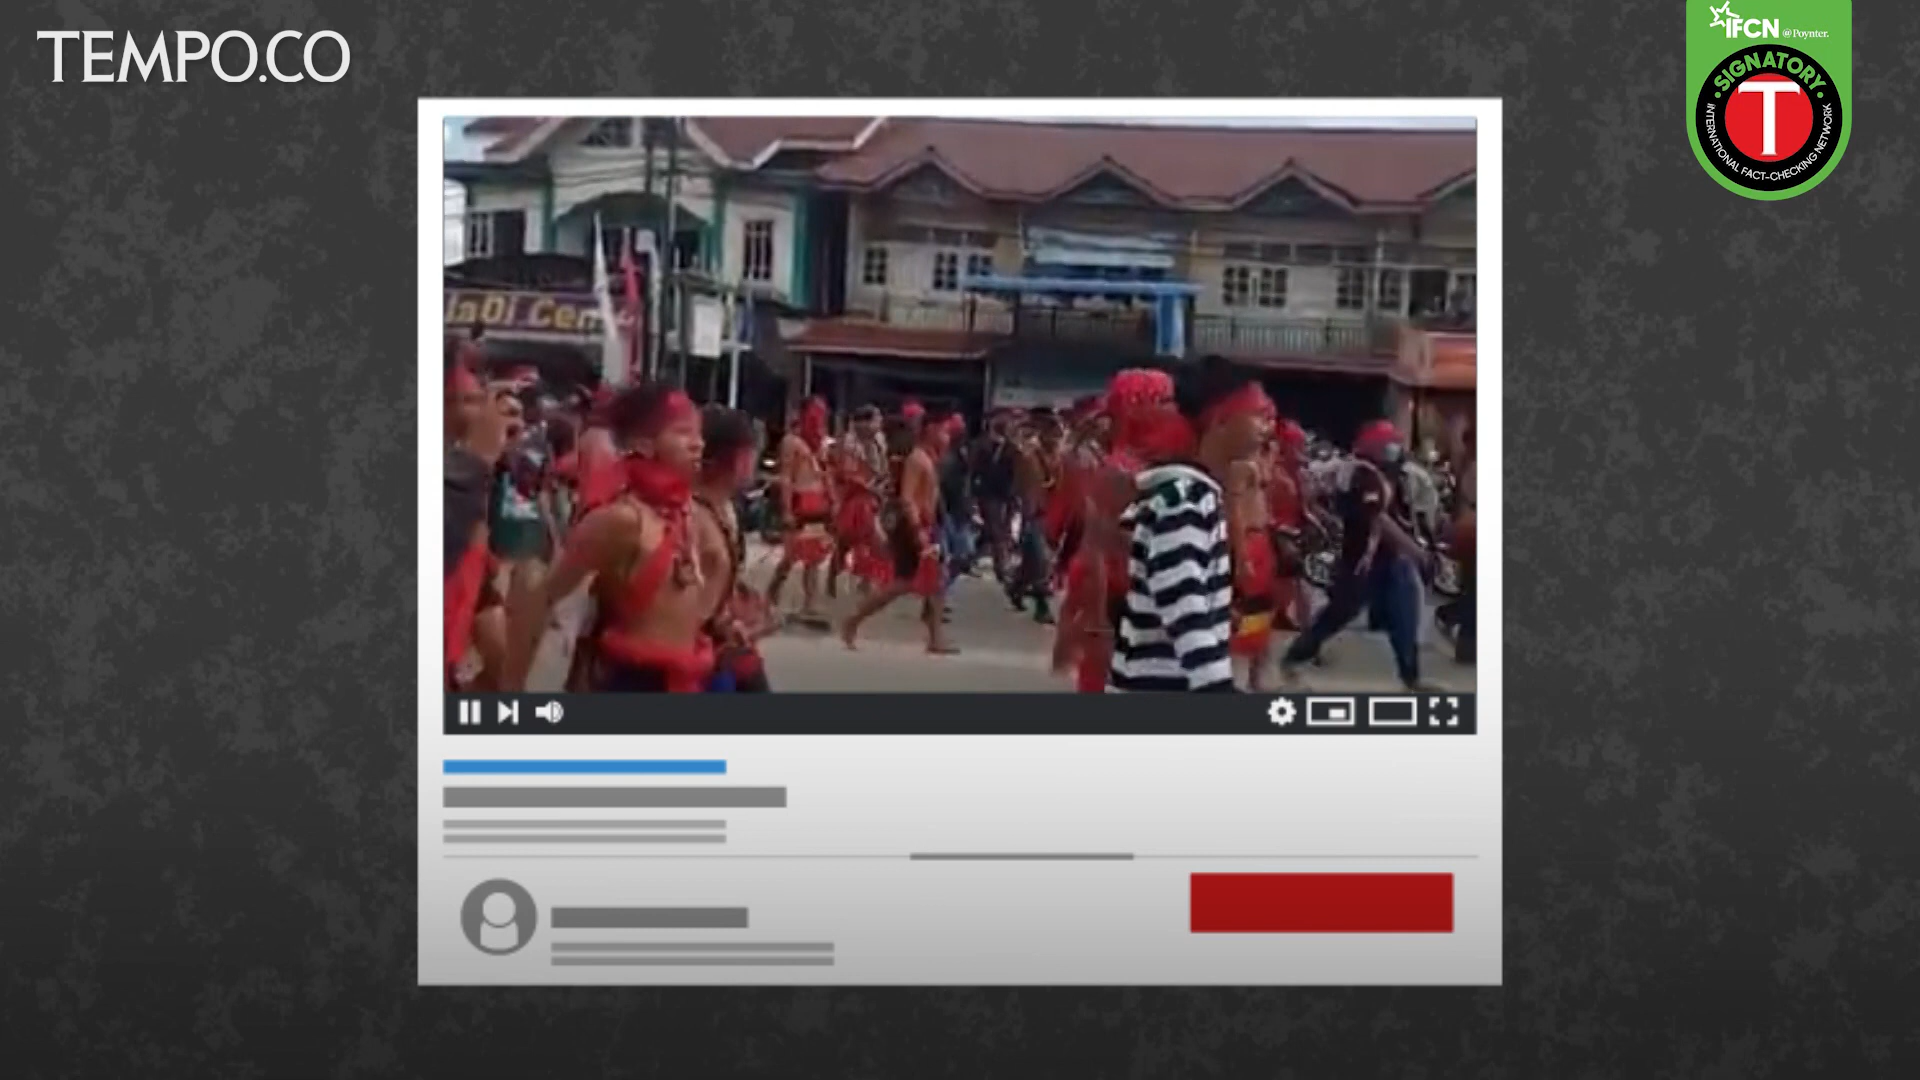 TEMPO.CO
IFCN @Poynter.
SIGNATORY
T
INTERNATIONAL FACT-CHECKING NETWORK